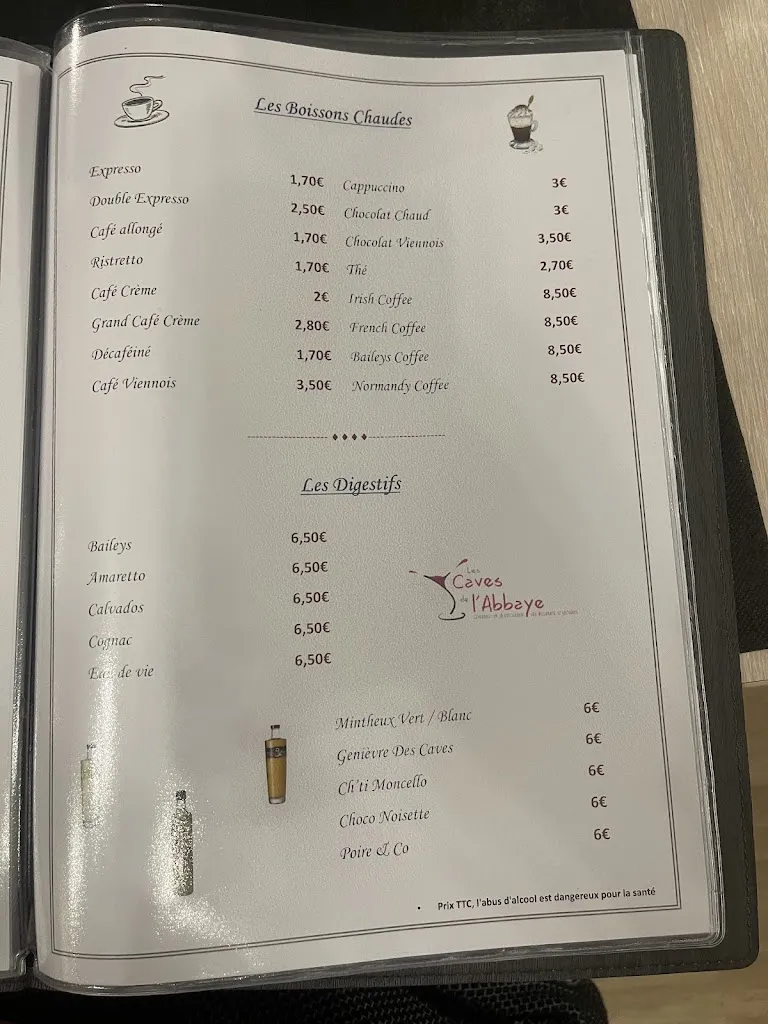 Les Boissons Chaudes
Expresso 1,70€
Double Expresso 2,50€
Café allongé 1,70€
Ristretto 1,70€
Café Crème 2€
Grand Café Crème 2,80€
Décaféiné 1,70€
Café Viennois 3,50€
Cappuccino 3€
Chocolat Chaud 3€
Chocolat Viennois 3,50€
Thé 2,70€
Irish Coffee 8,50€
French Coffee 8,50€
Baileys Coffee 8,50€
Normandy Coffee 8,50€
Les Digestifs
Baileys 6,50€
Amaretto 6,50€
Calvados 6,50€
Cognac 6,50€
Eau de vie 6,50€
Les
Caves
de l'Abbaye
Mintheux Vert / Blanc 6€
Genièvre Des Caves 6€
Ch'ti Moncello 6€
Choco Noisette 6€
Poire & Co 6€
• Prix TTC, l'abus d'alcool est dangereux pour la santé